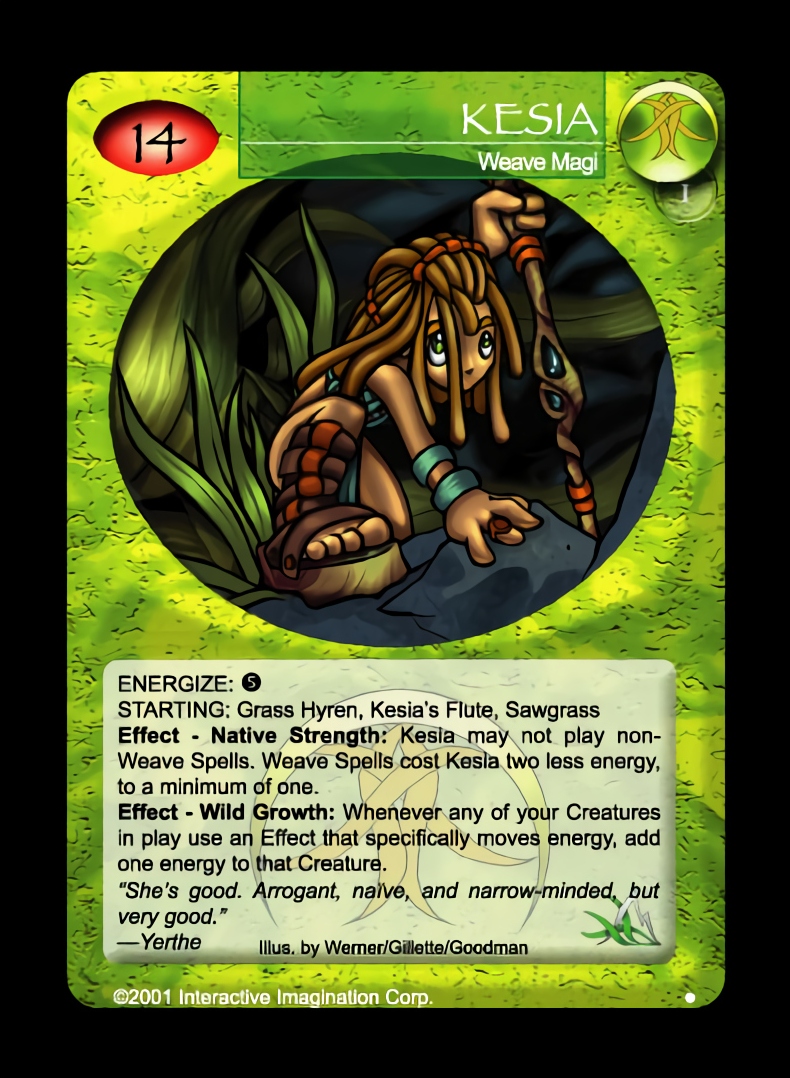 14
KESIA
Weave Magi
I
ENERGIZE: 5
STARTING: Grass Hyren, Kesia's Flute, Sawgrass
Effect - Native Strength: Kesia may not play non-
Weave Spells. Weave Spells cost Kesia two less energy,
to a minimum of one.
Effect - Wild Growth: Whenever any of your Creatures
in play use an Effect that specifically moves energy, add
one energy to that Creature.
“She's good. Arrogant, naïve, and narrow-minded, but
very good.”
—Yerthe
Illus. by Werner/Gillette/Goodman
©2001 Interactive Imagination Corp.